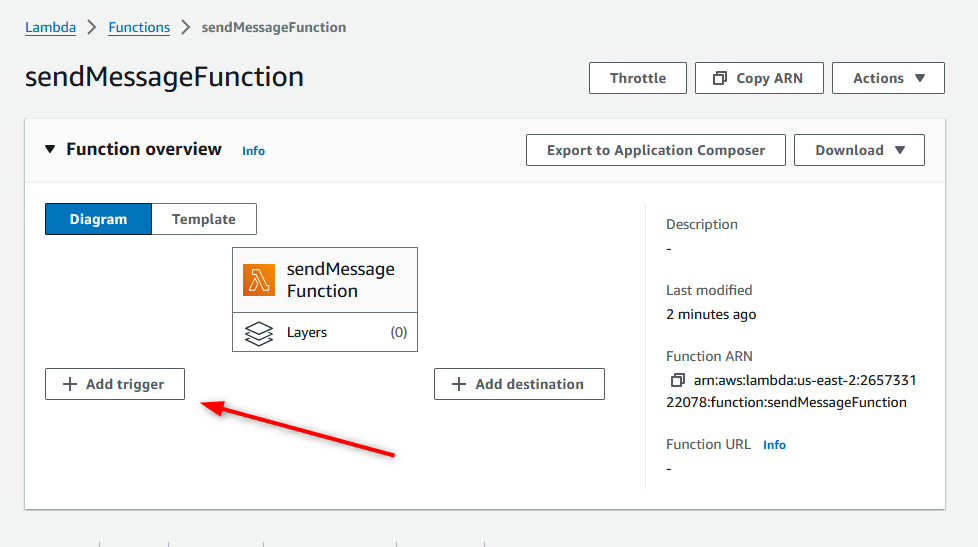 Lambda > Functions > sendMessageFunction
sendMessageFunction
Throttle
Copy ARN
Actions
Function overview
Info
Export to Application Composer
Download
Diagram
Template
sendMessage
Function
Layers
(0)
Add trigger
Add destination
Description
-
Last modified
2 minutes ago
Function ARN
arn:aws:lambda:us-east-2:2657331
22078:function:sendMessageFunction
Function URL
Info
-